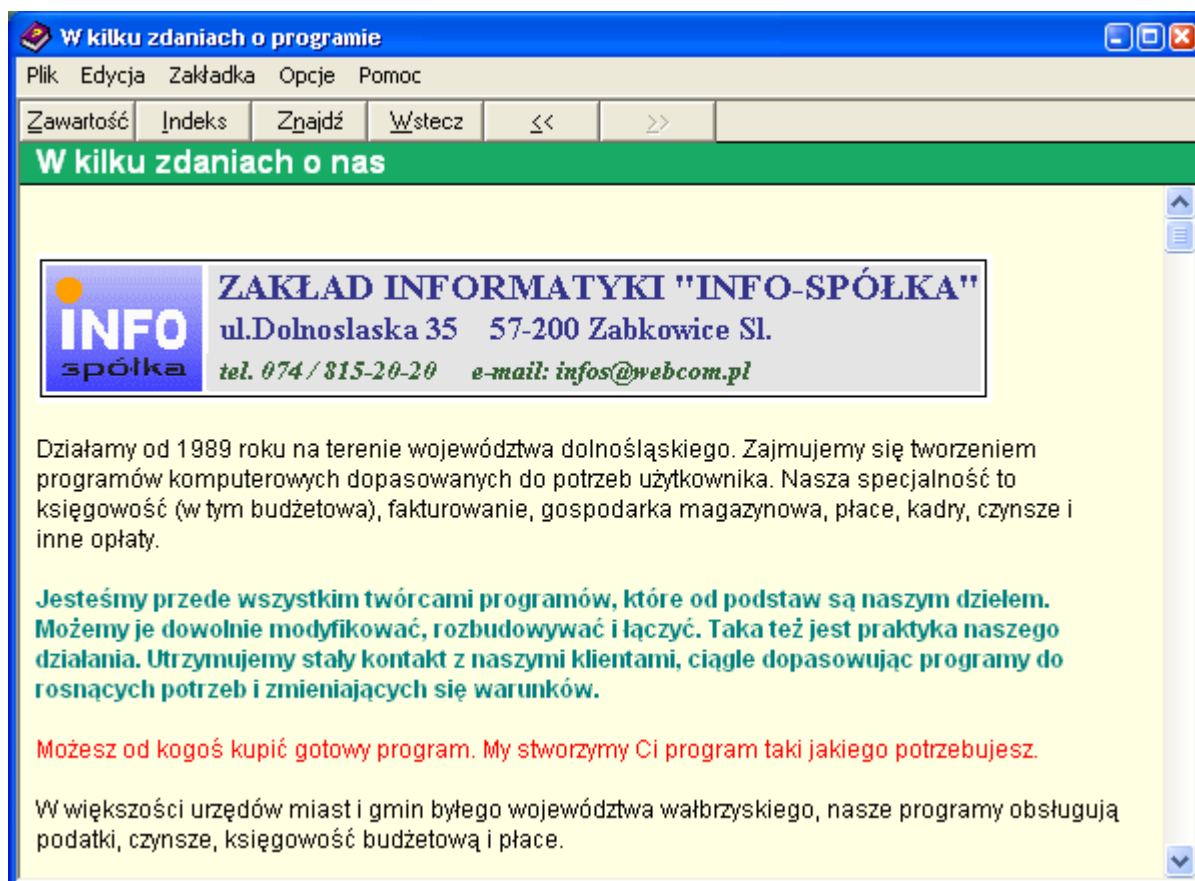 W kilku zdaniach o programie
Plik Edycja Zakładka Opcje Pomoc
Zawartość Indeks Znajdź Wstecz << >>
W kilku zdaniach o nas
INFO
spółka
ZAKŁAD INFORMATYKI "INFO-SPÓŁKA"
ul.Dolnoslaska 35 57-200 Zabkowice Sl.
tel. 074 / 815-20-20 e-mail: infos@webcom.pl
Działamy od 1989 roku na terenie województwa dolnośląskiego. Zajmujemy się tworzeniem
programów komputerowych dopasowanych do potrzeb użytkownika. Nasza specjalność to
księgowość (w tym budżetowa), fakturowanie, gospodarka magazynowa, płace, kadry, czynsze i
inne opłaty.
Jesteśmy przede wszystkim twórcami programów, które od podstaw są naszym dziełem.
Możemy je dowolnie modyfikować, rozbudowywać i łączyć. Taka też jest praktyka naszego
działania. Utrzymujemy stały kontakt z naszymi klientami, ciągle dopasowując programy do
rosnących potrzeb i zmieniających się warunków.
Możesz od kogoś kupić gotowy program. My stworzymy Ci program taki jakiego potrzebujesz.
W większości urzędów miast i gmin byłego województwa wałbrzyskiego, nasze programy obsługują
podatki, czynsze, księgowość budżetową i płace.